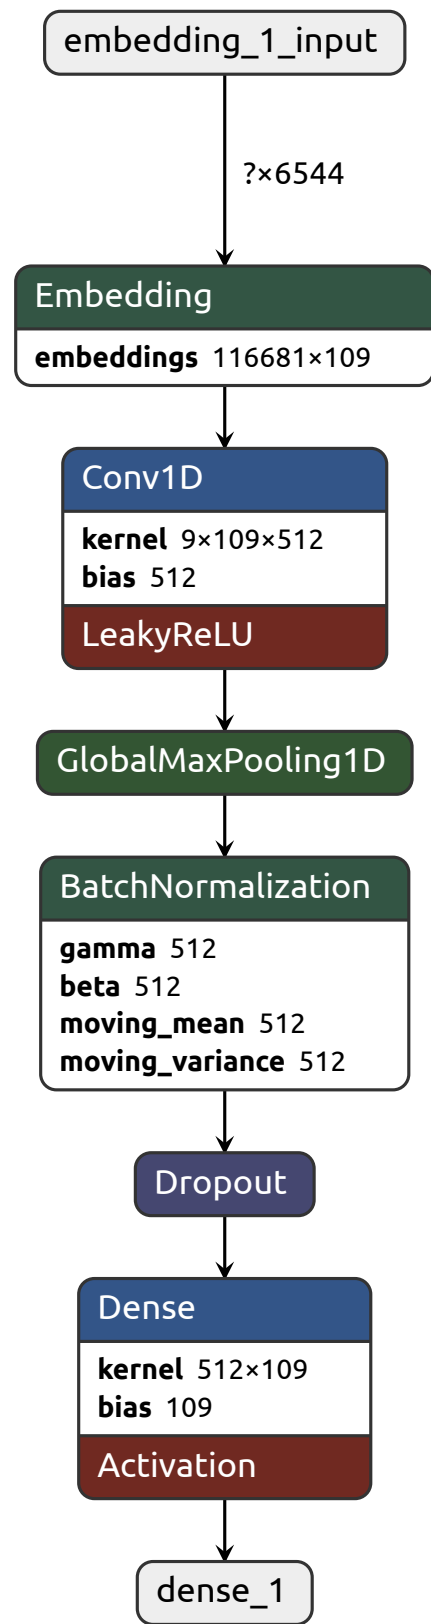 embedding_1_input
?×6544
Embedding
embeddings 116681×109
Conv1D
kernel 9×109×512
bias 512
LeakyReLU
GlobalMaxPooling1D
BatchNormalization
gamma 512
beta 512
moving_mean 512
moving_variance 512
Dropout
Dense
kernel 512×109
bias 109
Activation
dense_1